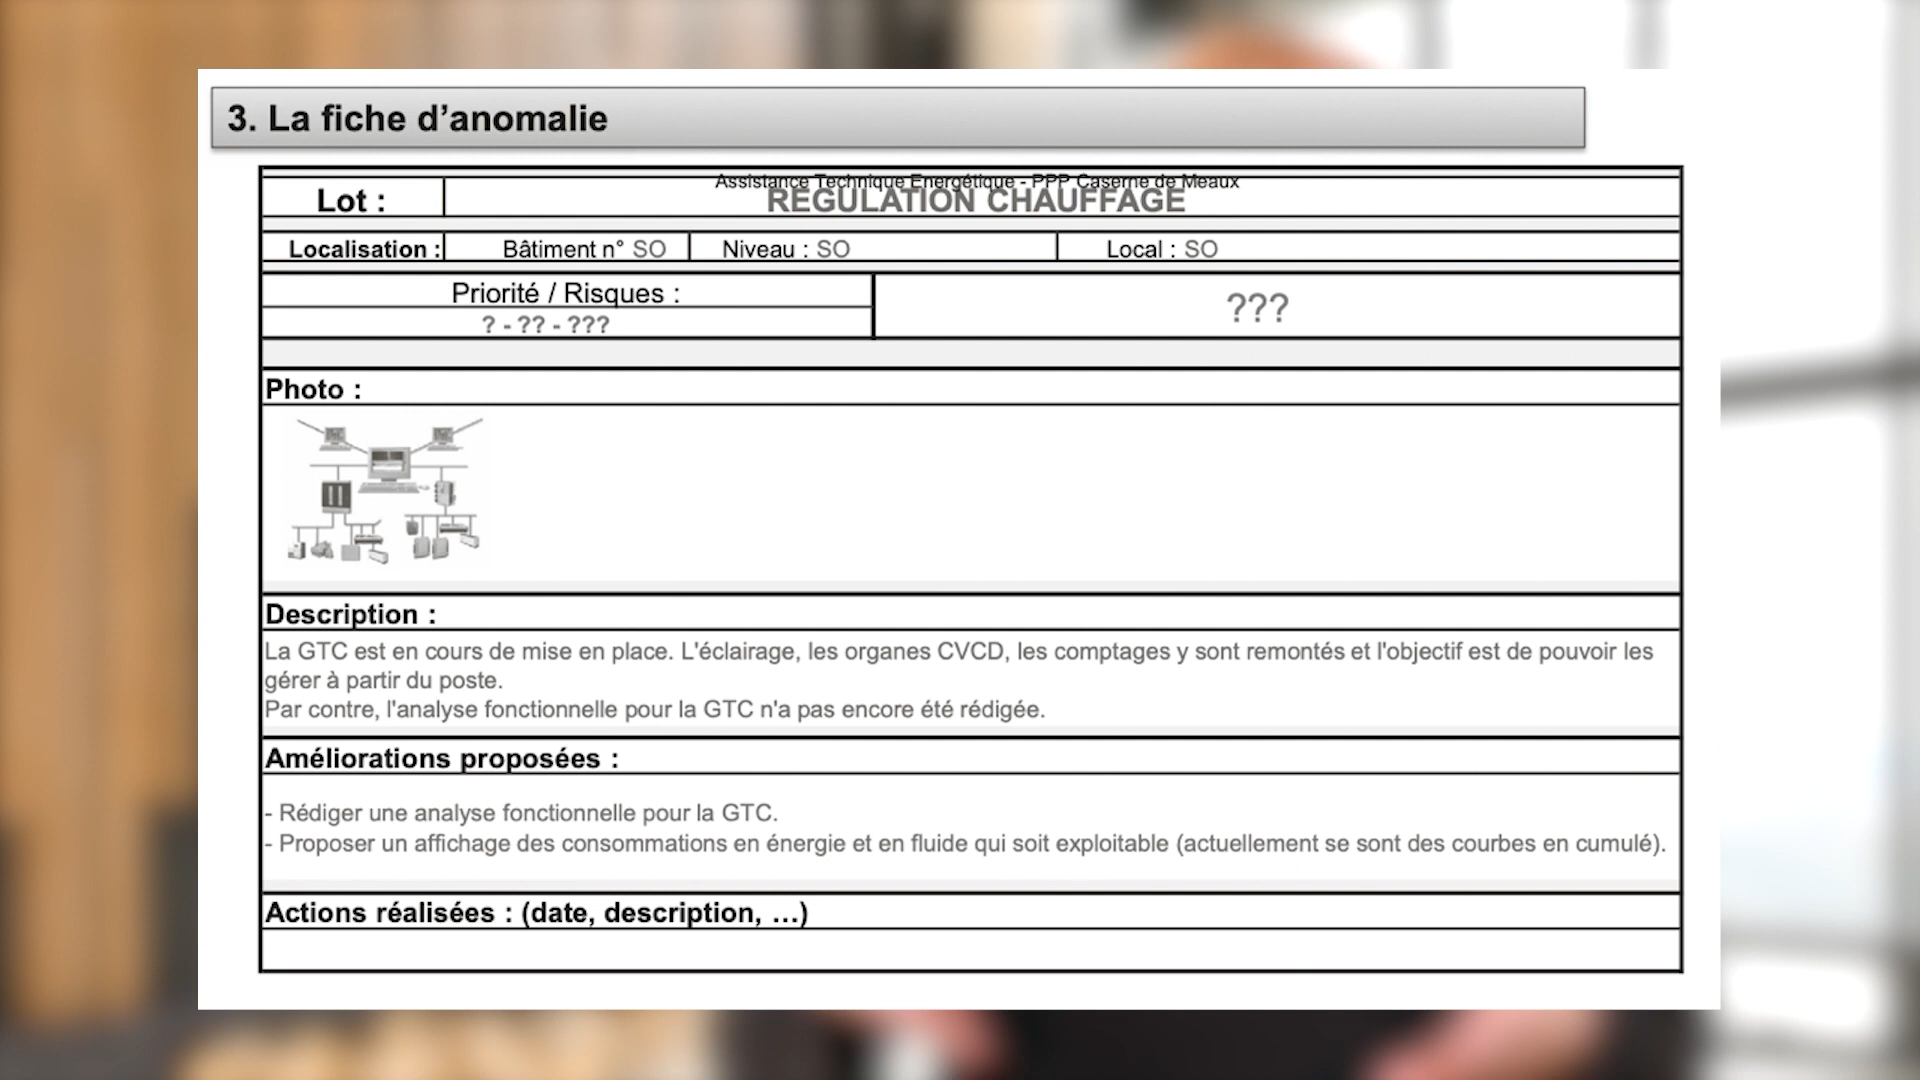 3. La fiche d’anomalie
Assistance Technique Energétique - PPP Caserne de Meaux
Lot :
REGULATION CHAUFFAGE
Localisation :
Bâtiment n° SO
Niveau : SO
Local : SO
Priorité / Risques :
? - ?? - ???
???
Photo :
Description :
La GTC est en cours de mise en place. L'éclairage, les organes CVCD, les comptages y sont remontés et l'objectif est de pouvoir les
gérer à partir du poste.
Par contre, l'analyse fonctionnelle pour la GTC n'a pas encore été rédigée.
Améliorations proposées :
- Rédiger une analyse fonctionnelle pour la GTC.
- Proposer un affichage des consommations en énergie et en fluide qui soit exploitable (actuellement se sont des courbes en cumulé).
Actions réalisées : (date, description, …)